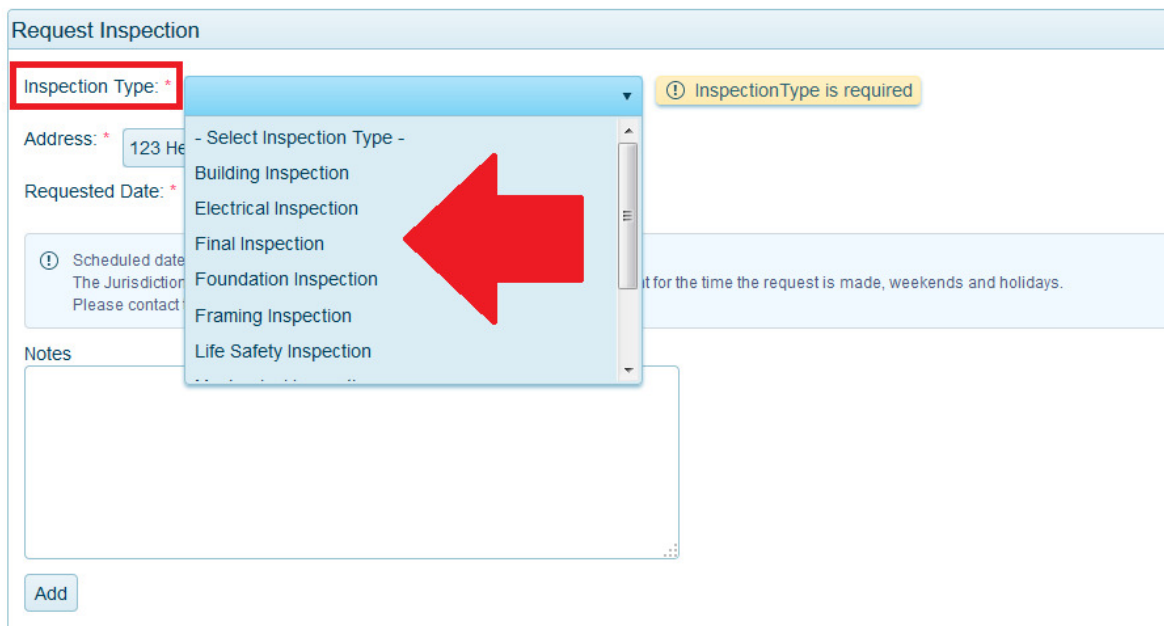 Request Inspection
Inspection Type: *
InspectionType is required
Address: *
123
Requested Date: *
- Select Inspection Type -
Building Inspection
Electrical Inspection
Final Inspection
Foundation Inspection
Framing Inspection
Life Safety Inspection
Scheduled date
The Jurisdiction for the time the request is made, weekends and holidays.
Please contact
Notes
Add